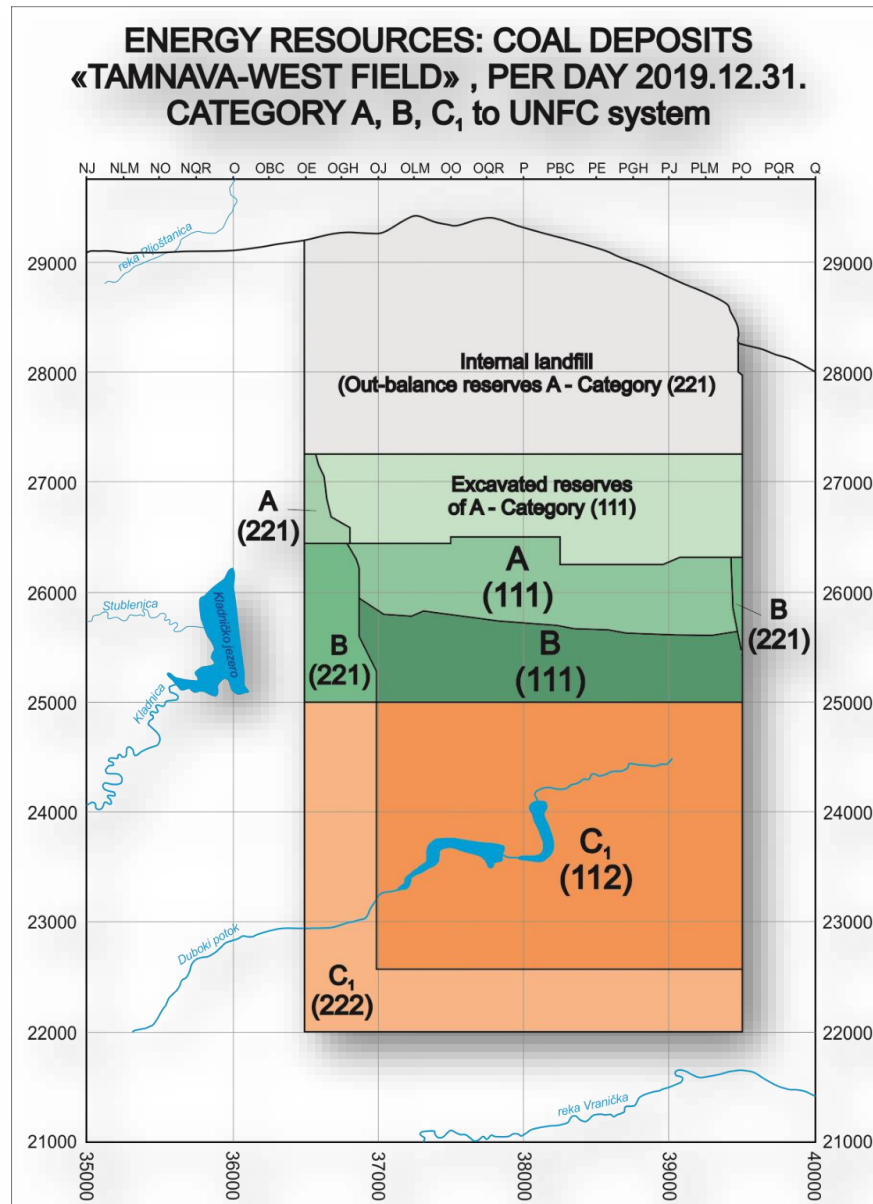 ENERGY RESOURCES: COAL DEPOSITS
«TAMNAVA-WEST FIELD» , PER DAY 2019.12.31.
CATEGORY A, B, C₁ to UNFC system
NJ NLM NO NQR O OBC OE OGH OJ OLM OO OQR P PBC PE PGH PJ PLM PO PQR Q
reka Pljoštanica
29000 29000
Internal landfill
(Out-balance reserves A - Category (221)
28000 28000
27000 27000
Excavated reserves
of A - Category (111)
A
(221)
A
(111)
26000 26000
Stublenica
Kladničko jezero
B
(221)
B
(221)
B
(111)
Kladnica
25000 25000
24000 24000
C₁
(112)
23000 23000
Duboki potok
C₁
(222)
22000 22000
reka Vranička
21000 21000
35000 36000 37000 38000 39000 40000